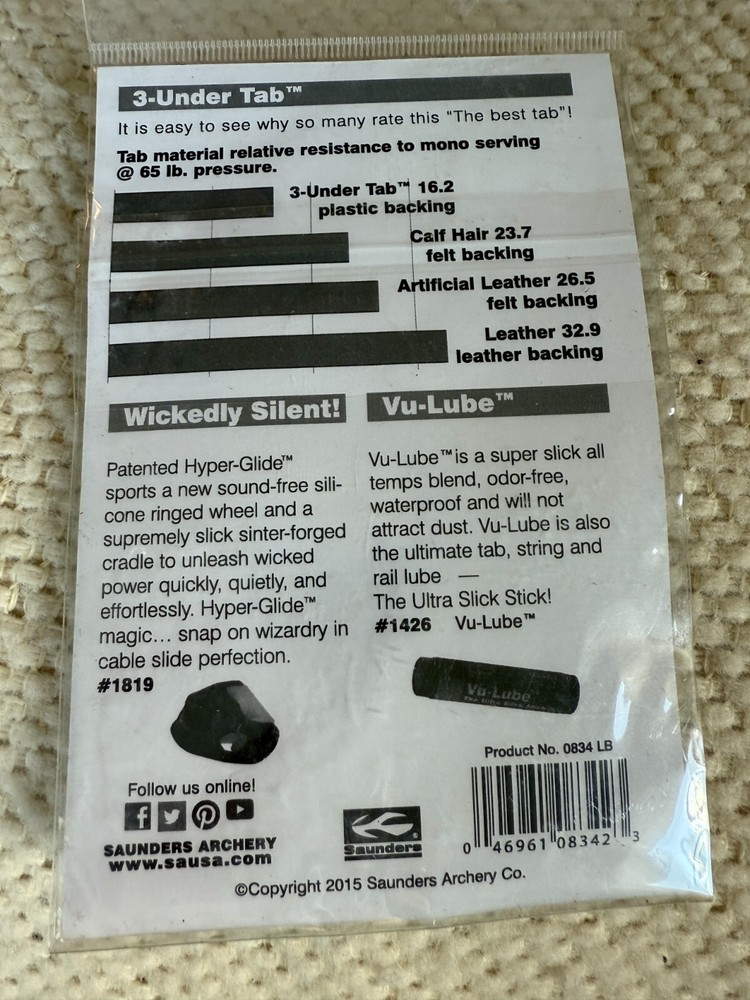 3-Under Tab™
It is easy to see why so many rate this "The best tab"!
Tab material relative resistance to mono serving
@ 65 lb. pressure.
3-Under Tab™ 16.2
plastic backing
Calf Hair 23.7
felt backing
Artificial Leather 26.5
felt backing
Leather 32.9
leather backing
Wickedly Silent!
Patented Hyper-Glide™
sports a new sound-free sili-
cone ringed wheel and a
supremely slick sinter-forged
cradle to unleash wicked
power quickly, quietly, and
effortlessly. Hyper-Glide™
magic... snap on wizardry in
cable slide perfection.
#1819
Vu-Lube™
Vu-Lube™ is a super slick all
temps blend, odor-free,
waterproof and will not
attract dust. Vu-Lube is also
the ultimate tab, string and
rail lube —
The Ultra Slick Stick!
#1426 Vu-Lube™
Vu-Lube™
The Ultra Slick Stick
Follow us online!
SAUNDERS ARCHERY
www.sausa.com
Saunders
Product No. 0834 LB
0 46961 08342 3
©Copyright 2015 Saunders Archery Co.